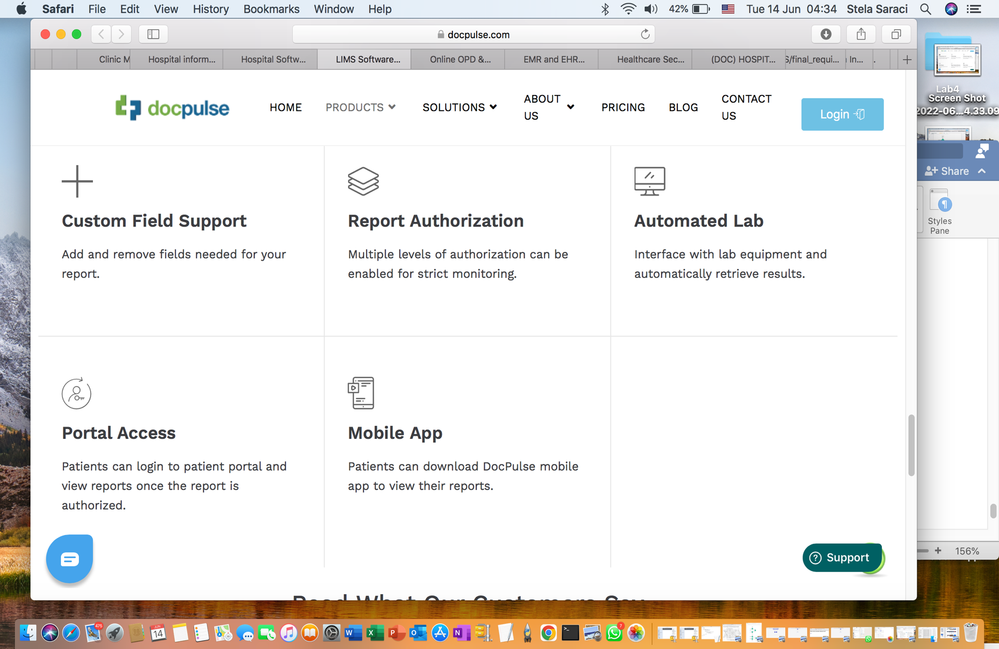 Safari File Edit View History Bookmarks Window Help 42% Tue 14 Jun 04:34 Stela Saraci
docpulse.com
Clinic M Hospital inform... Hospital Softw... LIMS Software... Online OPD &... EMR and EHR... Healthcare Sec... (DOC) HOSPIT... S/final_requi... In... .
docpulse HOME PRODUCTS SOLUTIONS ABOUT US PRICING BLOG CONTACT US Login
Lab4
Screen Shot
2022-06...4.33.09
Share
Styles
Pane
Custom Field Support
Add and remove fields needed for your
report.
Report Authorization
Multiple levels of authorization can be
enabled for strict monitoring.
Automated Lab
Interface with lab equipment and
automatically retrieve results.
Portal Access
Patients can login to patient portal and
view reports once the report is
authorized.
Mobile App
Patients can download DocPulse mobile
app to view their reports.
Support
156%
Read What Our Customers Say
475
JUN
14
7